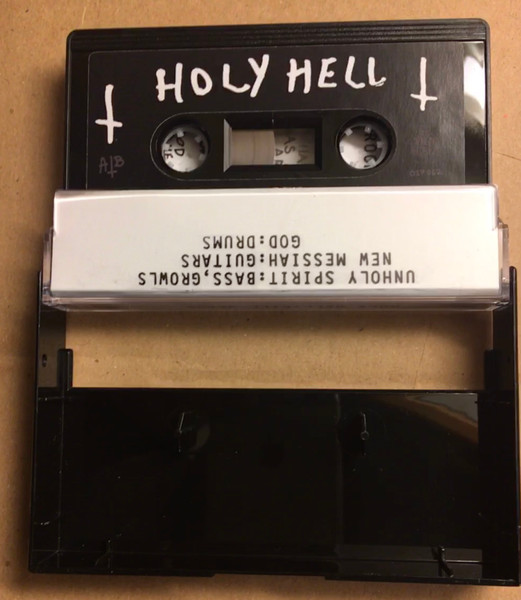 HOLY HELL
A B
UNHOLY SPIRIT:BASS,GROWLS
NEW MESSIAH:GUITARS
GOD:DRUMS